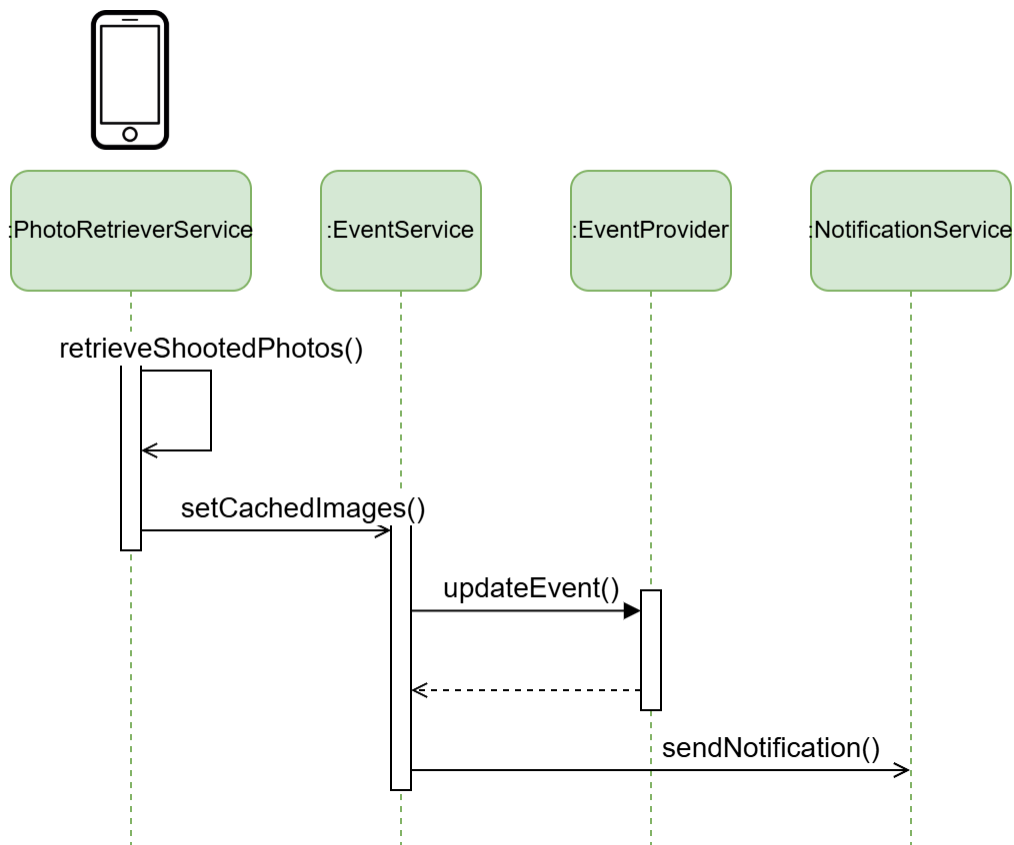 :PhotoRetrieverService
:EventService
:EventProvider
:NotificationService
retrieveShootedPhotos()
setCachedImages()
updateEvent()
sendNotification()